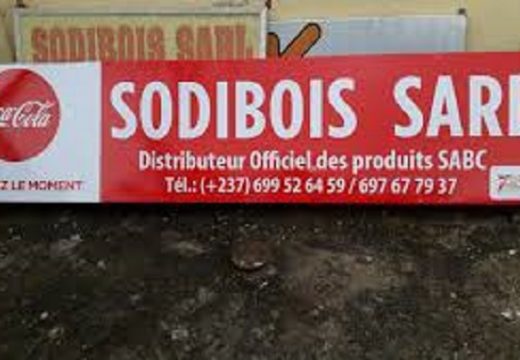 SODIBOIS SARL
Coca-Cola
SODIBOIS SARL
Distributeur Officiel des produits SABC
LE MOMENT
Tél.: (+237) 699 52 64 59 / 697 67 79 37